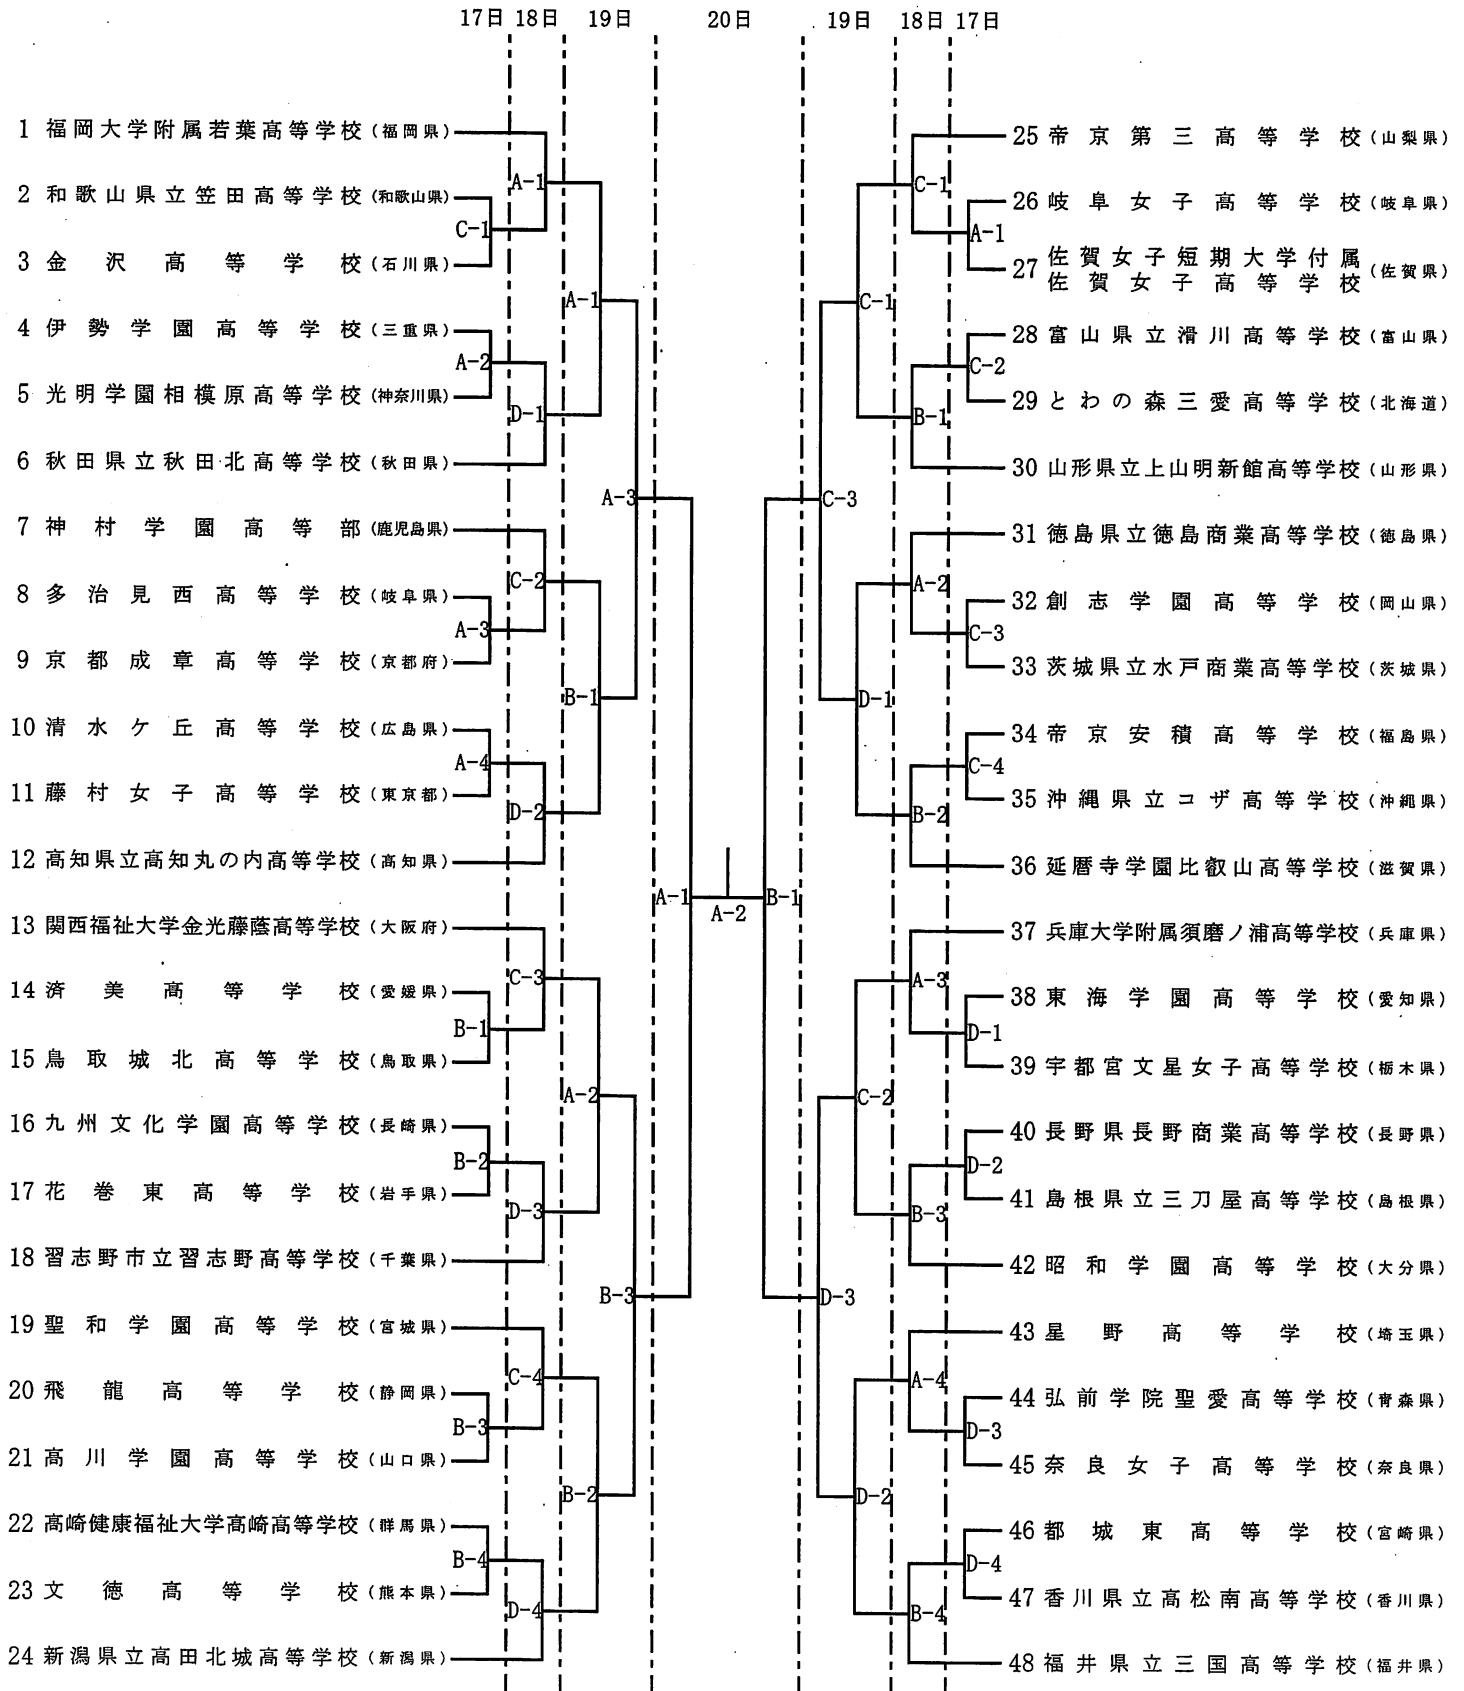 17日 18日 19日 20日 19日 18日 17日
1 福岡大学附属若葉高等学校(福岡県)
2 和歌山県立笠田高等学校(和歌山県)
3 金沢高等学校(石川県)
4 伊勢学園高等学校(三重県)
5 光明学園相模原高等学校(神奈川県)
6 秋田県立秋田北高等学校(秋田県)
7 神村学園高等部(鹿児島県)
8 多治見西高等学校(岐阜県)
9 京都成章高等学校(京都府)
10 清水ケ丘高等学校(広島県)
11 藤村女子高等学校(東京都)
12 高知県立高知丸の内高等学校(高知県)
13 関西福祉大学金光藤蔭高等学校(大阪府)
14 済美高等学校(愛媛県)
15 鳥取城北高等学校(鳥取県)
16 九州文化学園高等学校(長崎県)
17 花巻東高等学校(岩手県)
18 習志野市立習志野高等学校(千葉県)
19 聖和学園高等学校(宮城県)
20 飛龍高等学校(静岡県)
21 高川学園高等学校(山口県)
22 高崎健康福祉大学高崎高等学校(群馬県)
23 文徳高等学校(熊本県)
24 新潟県立高田北城高等学校(新潟県)
C-1
A-2
A-3
A-4
B-1
B-2
B-3
B-4
A-1
D-1
C-2
D-2
C-3
D-3
C-4
D-4
A-1
B-1
A-2
B-2
A-3
B-3
A-1
A-2
B-1
C-3
D-3
C-1
D-1
C-2
D-2
C-1
B-1
A-2
B-2
A-3
B-3
A-4
B-4
A-1
C-2
C-3
C-4
D-1
D-2
D-3
D-4
25 帝京第三高等学校(山梨県)
26 岐阜女子高等学校(岐阜県)
27 佐賀女子短期大学付属
佐賀女子高等学校(佐賀県)
28 富山県立滑川高等学校(富山県)
29 とわの森三愛高等学校(北海道)
30 山形県立上山明新館高等学校(山形県)
31 徳島県立徳島商業高等学校(徳島県)
32 創志学園高等学校(岡山県)
33 茨城県立水戸商業高等学校(茨城県)
34 帝京安積高等学校(福島県)
35 沖縄県立コザ高等学校(沖縄県)
36 延暦寺学園比叡山高等学校(滋賀県)
37 兵庫大学附属須磨ノ浦高等学校(兵庫県)
38 東海学園高等学校(愛知県)
39 宇都宮文星女子高等学校(栃木県)
40 長野県長野商業高等学校(長野県)
41 島根県立三刀屋高等学校(島根県)
42 昭和学園高等学校(大分県)
43 星野高等学校(埼玉県)
44 弘前学院聖愛高等学校(青森県)
45 奈良女子高等学校(奈良県)
46 都城東高等学校(宮崎県)
47 香川県立高松南高等学校(香川県)
48 福井県立三国高等学校(福井県)